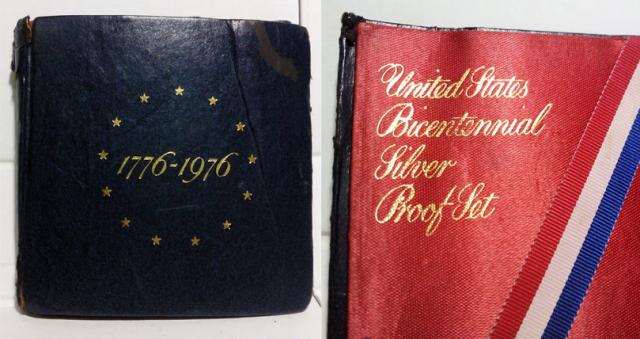 1776-1976
United States
Bicentennial
Silver
Proof Set